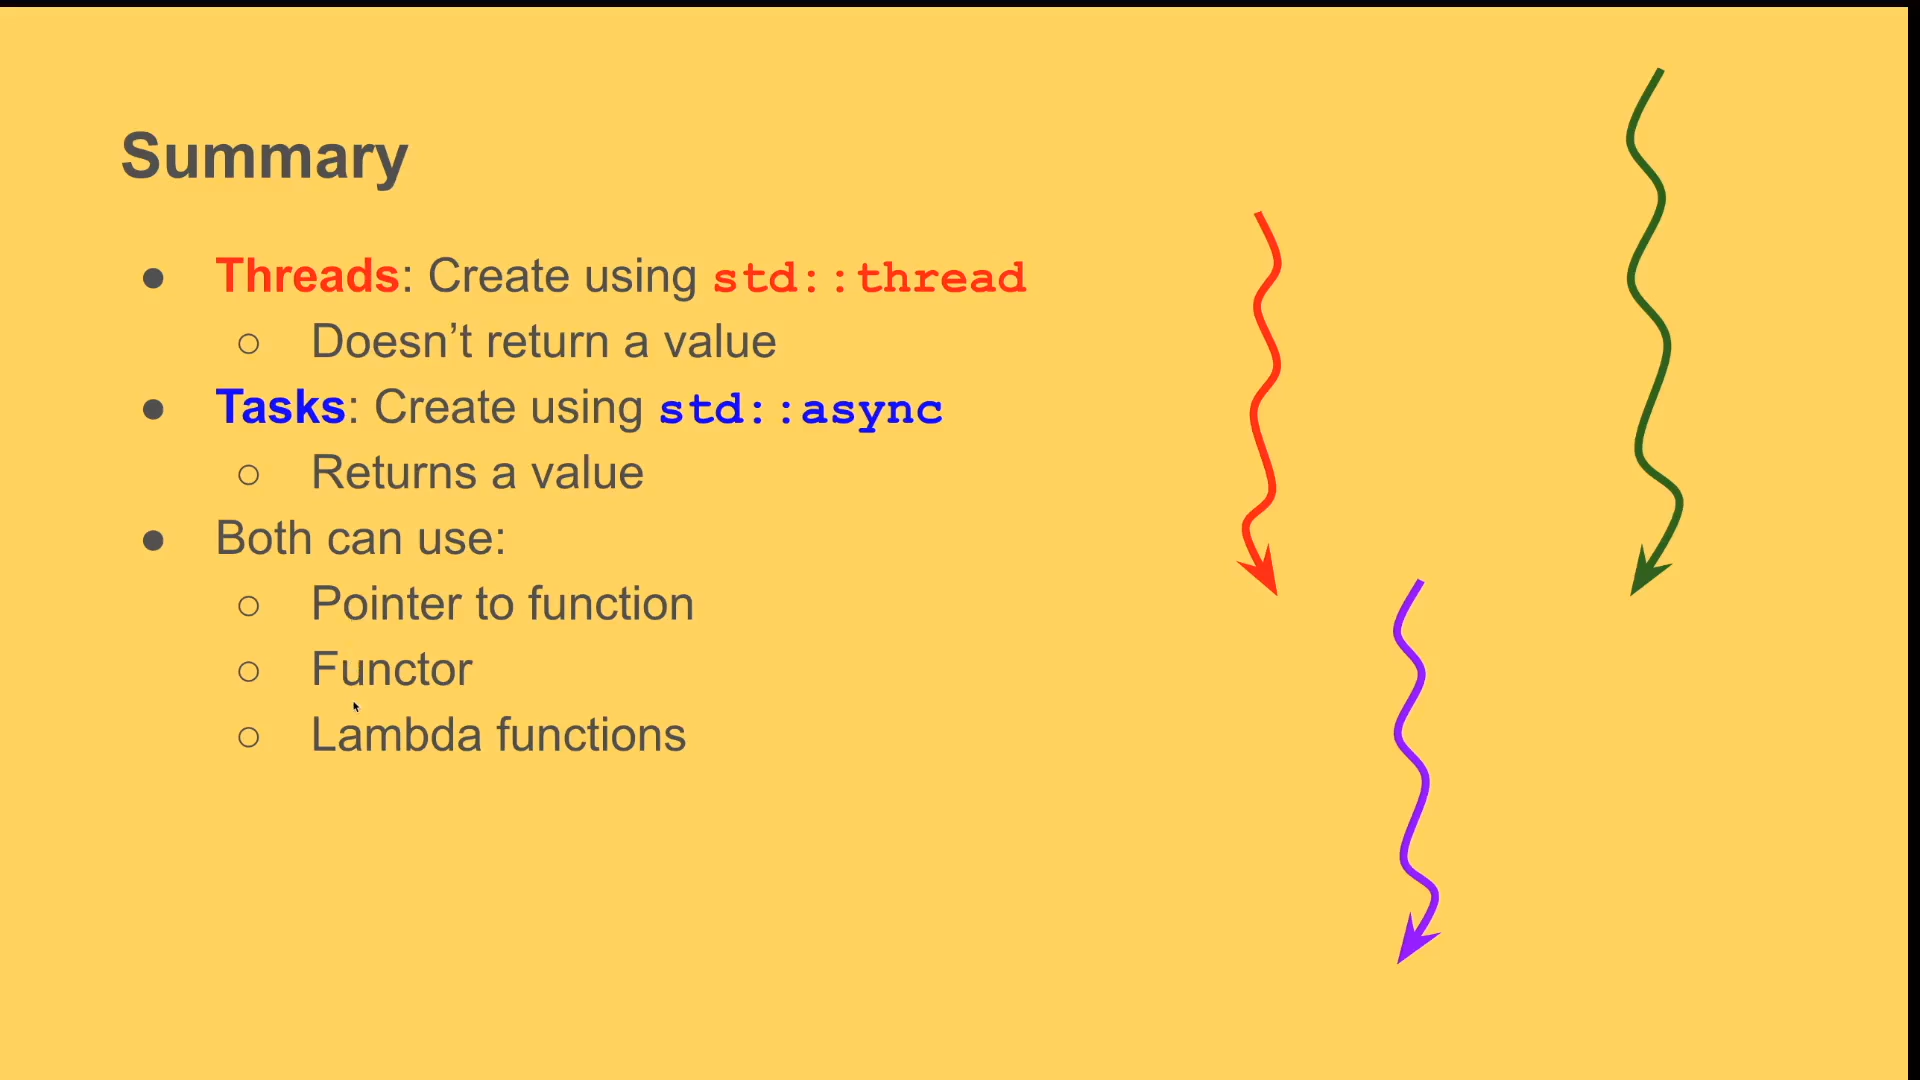 Summary
● Threads: Create using std::thread
○ Doesn’t return a value
● Tasks: Create using std::async
○ Returns a value
● Both can use:
○ Pointer to function
○ Functor
○ Lambda functions